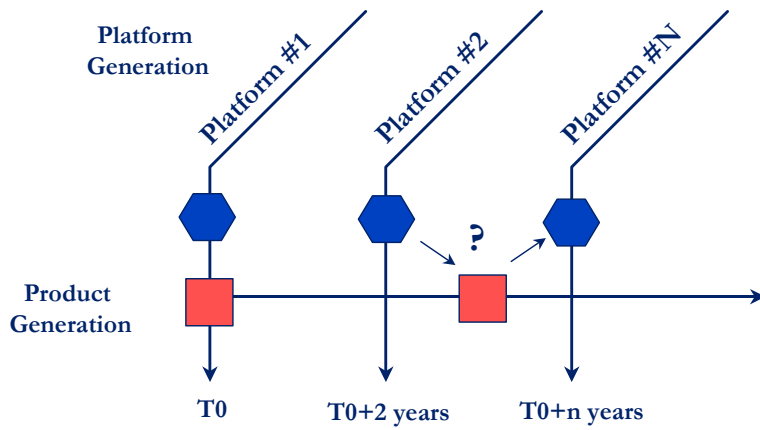 Platform
Generation
Platform #1
Platform #2
Platform #N
?
Product
Generation
T0
T0+2 years
T0+n years